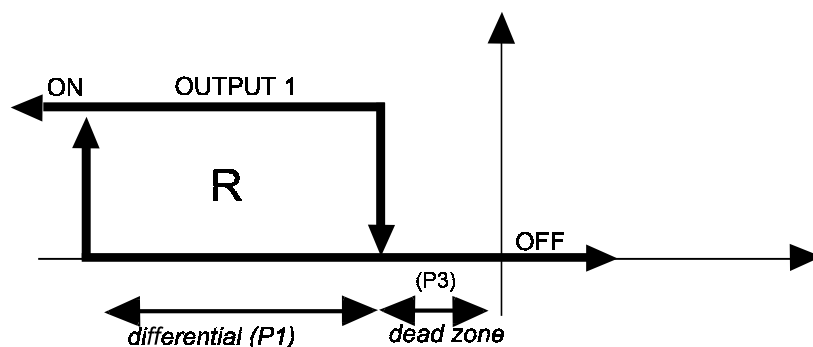 ON OUTPUT 1
R
OFF
(P3)
differential (P1) dead zone